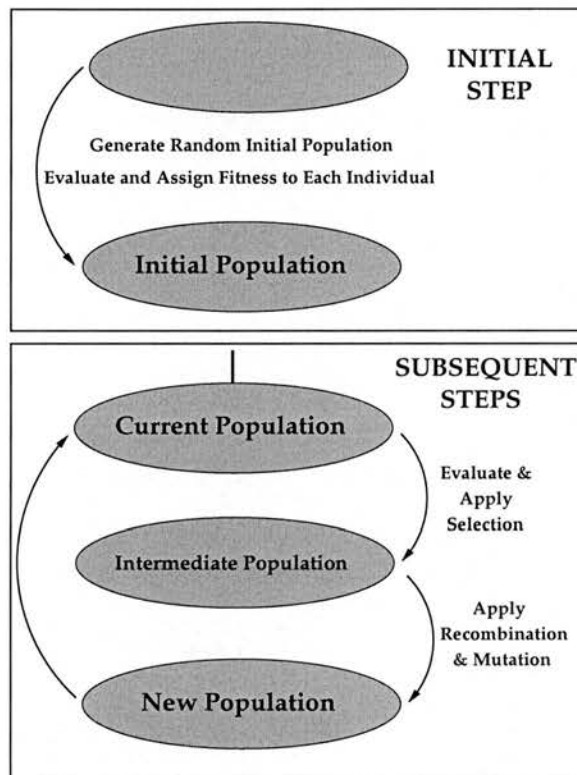 INITIAL
STEP
Generate Random Initial Population
Evaluate and Assign Fitness to Each Individual
Initial Population
SUBSEQUENT
STEPS
Current Population
Evaluate &
Apply
Selection
Intermediate Population
Apply
Recombination
& Mutation
New Population